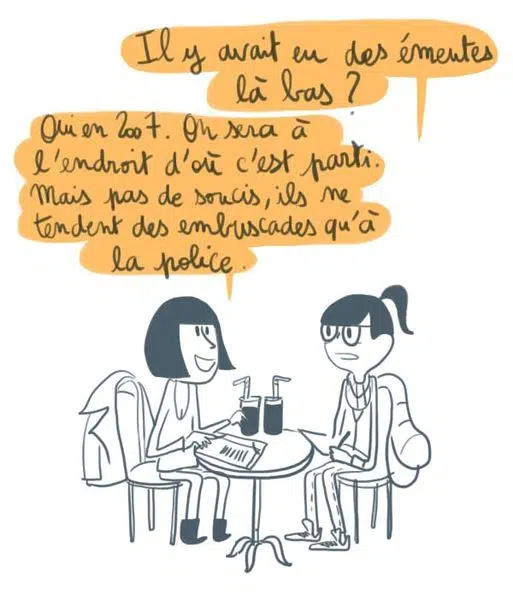 Il y avait eu des émeutes
là bas ?
Oui en 2007. On sera à
l'endroit d'où c'est parti.
Mais pas de soucis, ils ne
tendent des embuscades qu'à
la police.